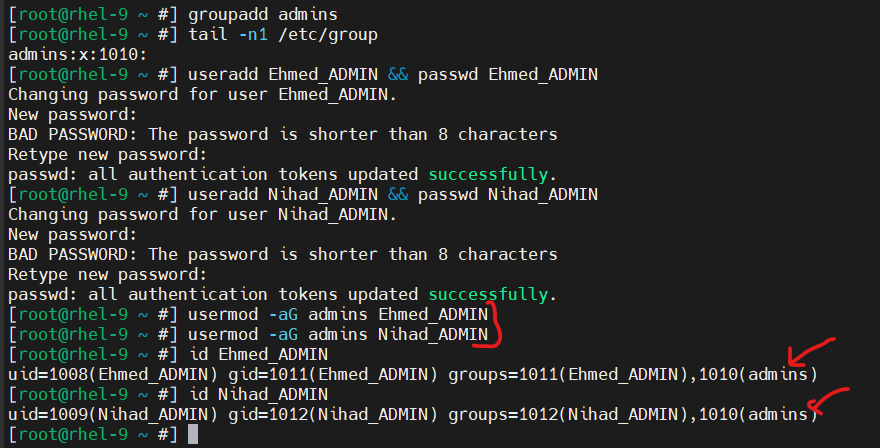 [root@rhel-9 ~ #] groupadd admins
[root@rhel-9 ~ #] tail -n1 /etc/group
admins:x:1010:
[root@rhel-9 ~ #] useradd Ehmed_ADMIN && passwd Ehmed_ADMIN
Changing password for user Ehmed_ADMIN.
New password:
BAD PASSWORD: The password is shorter than 8 characters
Retype new password:
passwd: all authentication tokens updated successfully.
[root@rhel-9 ~ #] useradd Nihad_ADMIN && passwd Nihad_ADMIN
Changing password for user Nihad_ADMIN.
New password:
BAD PASSWORD: The password is shorter than 8 characters
Retype new password:
passwd: all authentication tokens updated successfully.
[root@rhel-9 ~ #] usermod -aG admins Ehmed_ADMIN
[root@rhel-9 ~ #] usermod -aG admins Nihad_ADMIN
[root@rhel-9 ~ #] id Ehmed_ADMIN
uid=1008(Ehmed_ADMIN) gid=1011(Ehmed_ADMIN) groups=1011(Ehmed_ADMIN),1010(admins)
[root@rhel-9 ~ #] id Nihad_ADMIN
uid=1009(Nihad_ADMIN) gid=1012(Nihad_ADMIN) groups=1012(Nihad_ADMIN),1010(admins)
[root@rhel-9 ~ #]